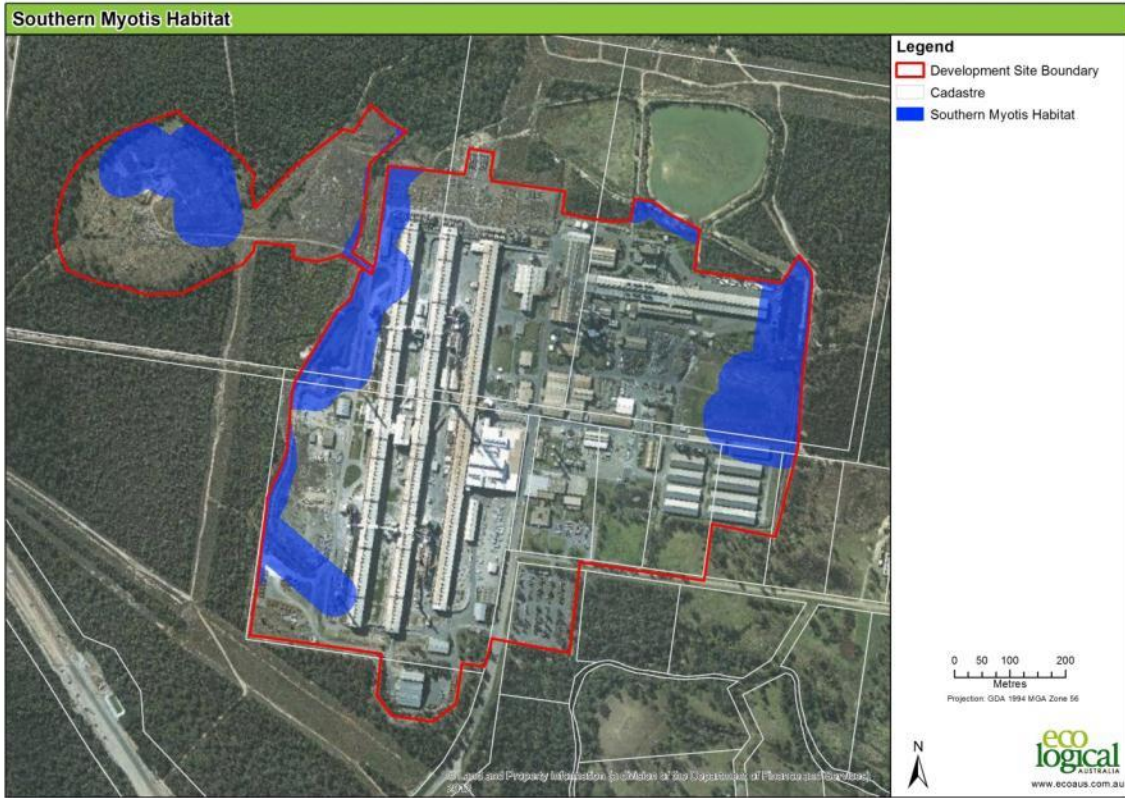 Southern Myotis Habitat
Legend
Development Site Boundary
Cadastre
Southern Myotis Habitat
0 50 100 200
Metres
Projection: GDA 1994 MGA Zone 56
N
eco
logical
AUSTRALIA
www.ecoaus.com.au
Land and Property Information (a division of the Department of Finance and Services)